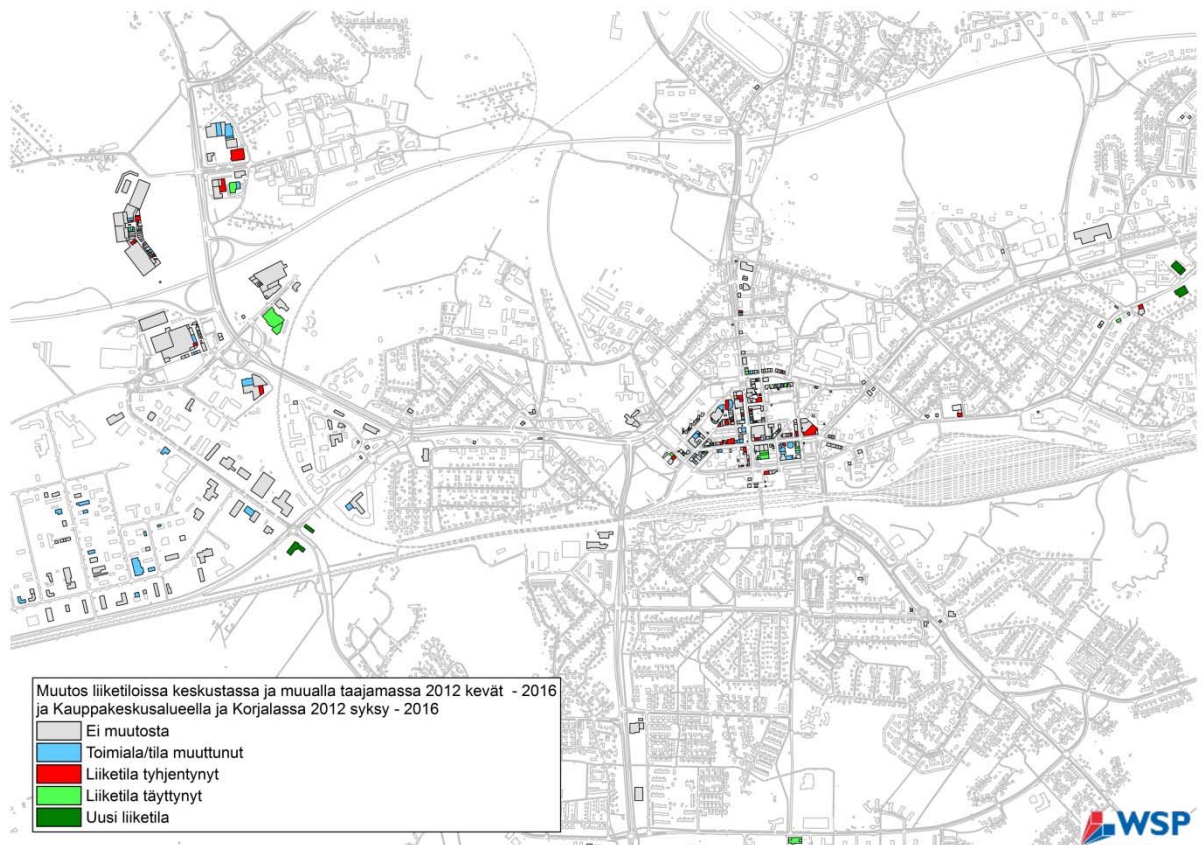 Muutos liiketiloissa keskustassa ja muualla taajamassa 2012 kevät - 2016
ja Kauppakeskusalueella ja Korjalassa 2012 syksy - 2016
Ei muutosta
Toimiala/tila muuttunut
Liiketila tyhjentynyt
Liiketila täyttynyt
Uusi liiketila
WSP